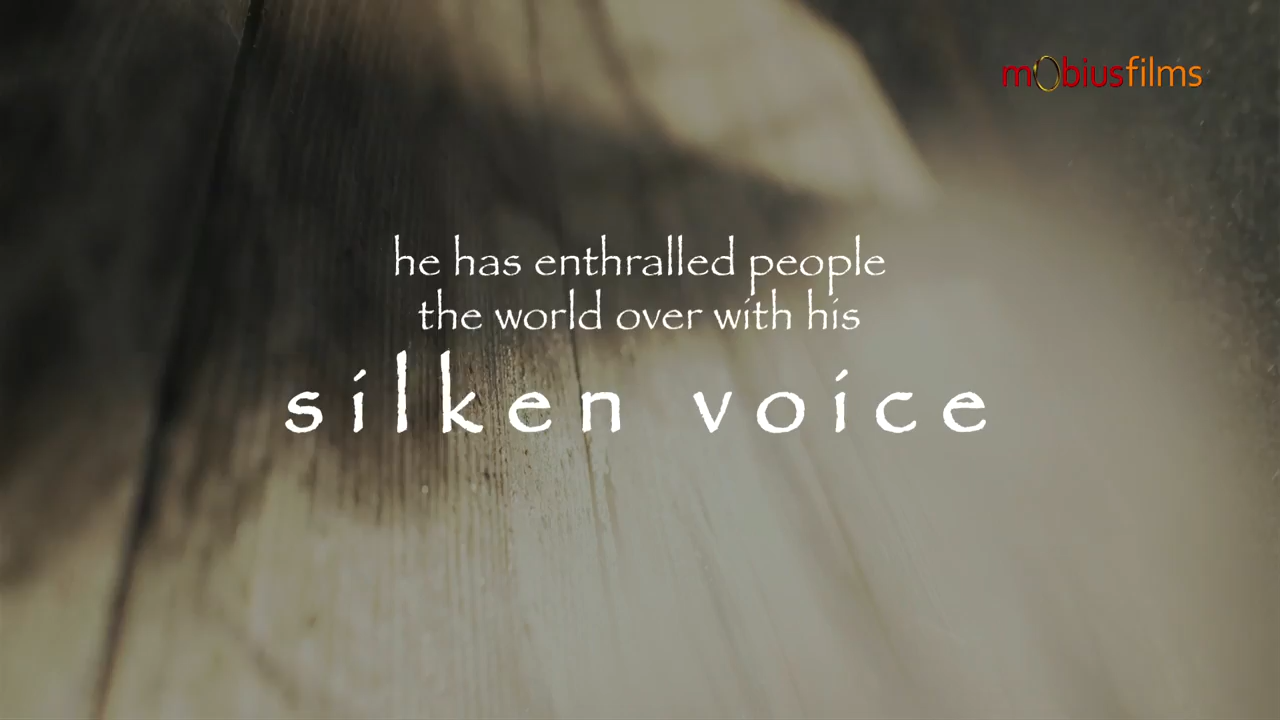 mobiusfilms
he has enthralled people
the world over with his
silken voice